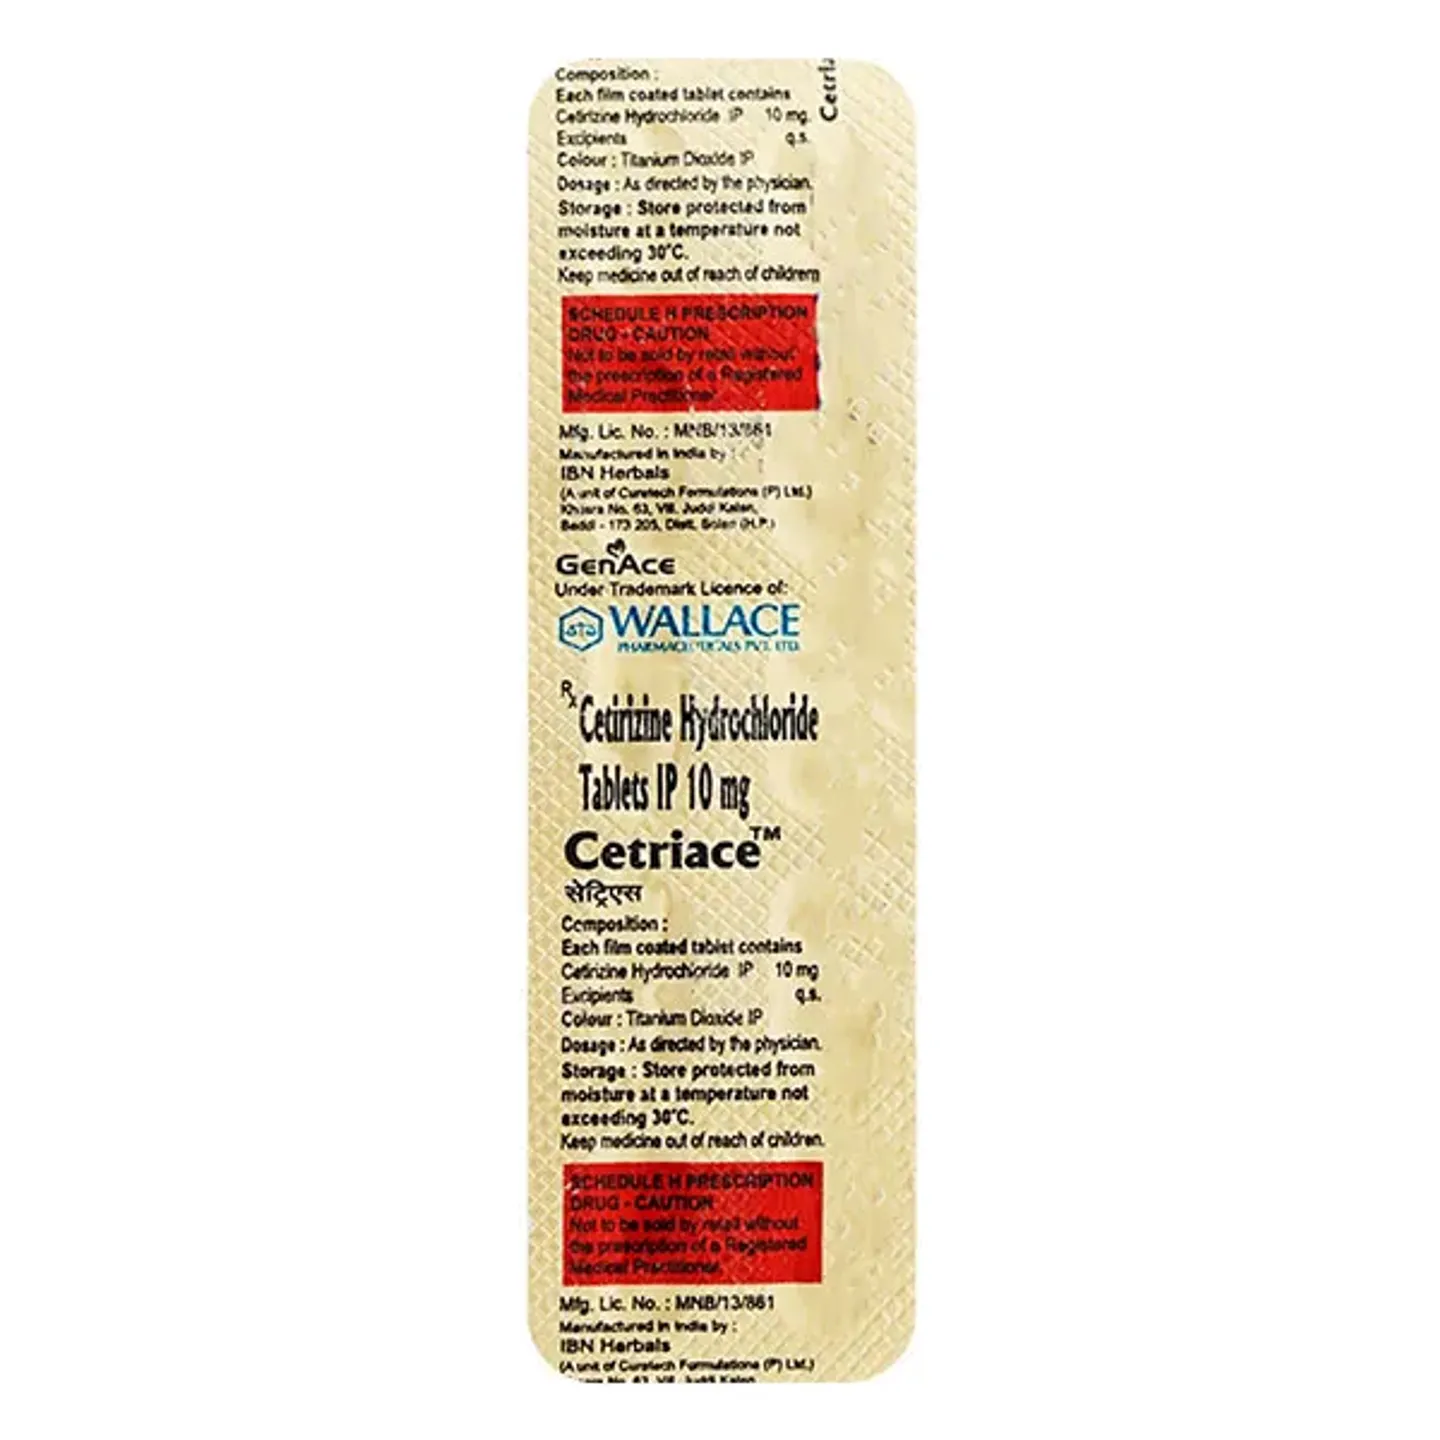 Composition :
Each film coated tablet contains
Cetirizine Hydrochloride IP 10 mg.
Excipients q.s.
Colour : Titanium Dioxide IP
Dosage : As directed by the physician.
Storage : Store protected from
moisture at a temperature not
exceeding 30°C.
Keep medicine out of reach of children
SCHEDULE H PRESCRIPTION
DRUG - CAUTION
Not to be sold by retail without
the prescription of a Registered
Medical Practitioner.
Mfg. Lic. No. : MNB/13/861
Manufactured in India by :
IBN Herbals
(A unit of Curetech Formulations (P) Ltd.)
Khasra No. 63, Vill. Juddi Kalan,
Baddi - 173 205, Distt. Solan (H.P.)
GenAce
Under Trademark Licence of:
WALLACE
PHARMACEUTICALS PVT. LTD.
Rx Cetirizine Hydrochloride
Tablets IP 10 mg
Cetriace™
सेट्रिएस
Composition :
Each film coated tablet contains
Cetirizine Hydrochloride IP 10 mg
Excipients q.s.
Colour : Titanium Dioxide IP
Dosage : As directed by the physician.
Storage : Store protected from
moisture at a temperature not
exceeding 30°C.
Keep medicine out of reach of children.
SCHEDULE H PRESCRIPTION
DRUG - CAUTION
Not to be sold by retail without
the prescription of a Registered
Medical Practitioner.
Mfg. Lic. No. : MNB/13/861
Manufactured in India by :
IBN Herbals
(A unit of Curetech Formulations (P) Ltd.)
No. 63, Vill. Juddi Kalan,